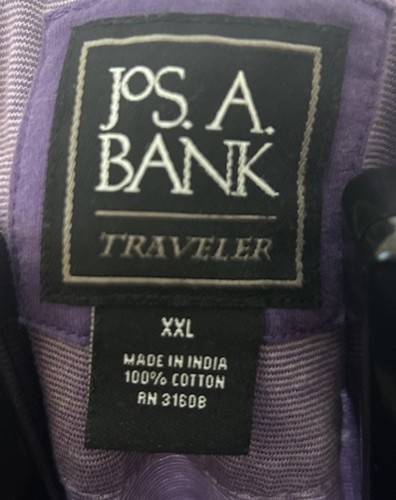 JOS. A.
BANK
TRAVELER
XXL
MADE IN INDIA
100% COTTON
RN 31608